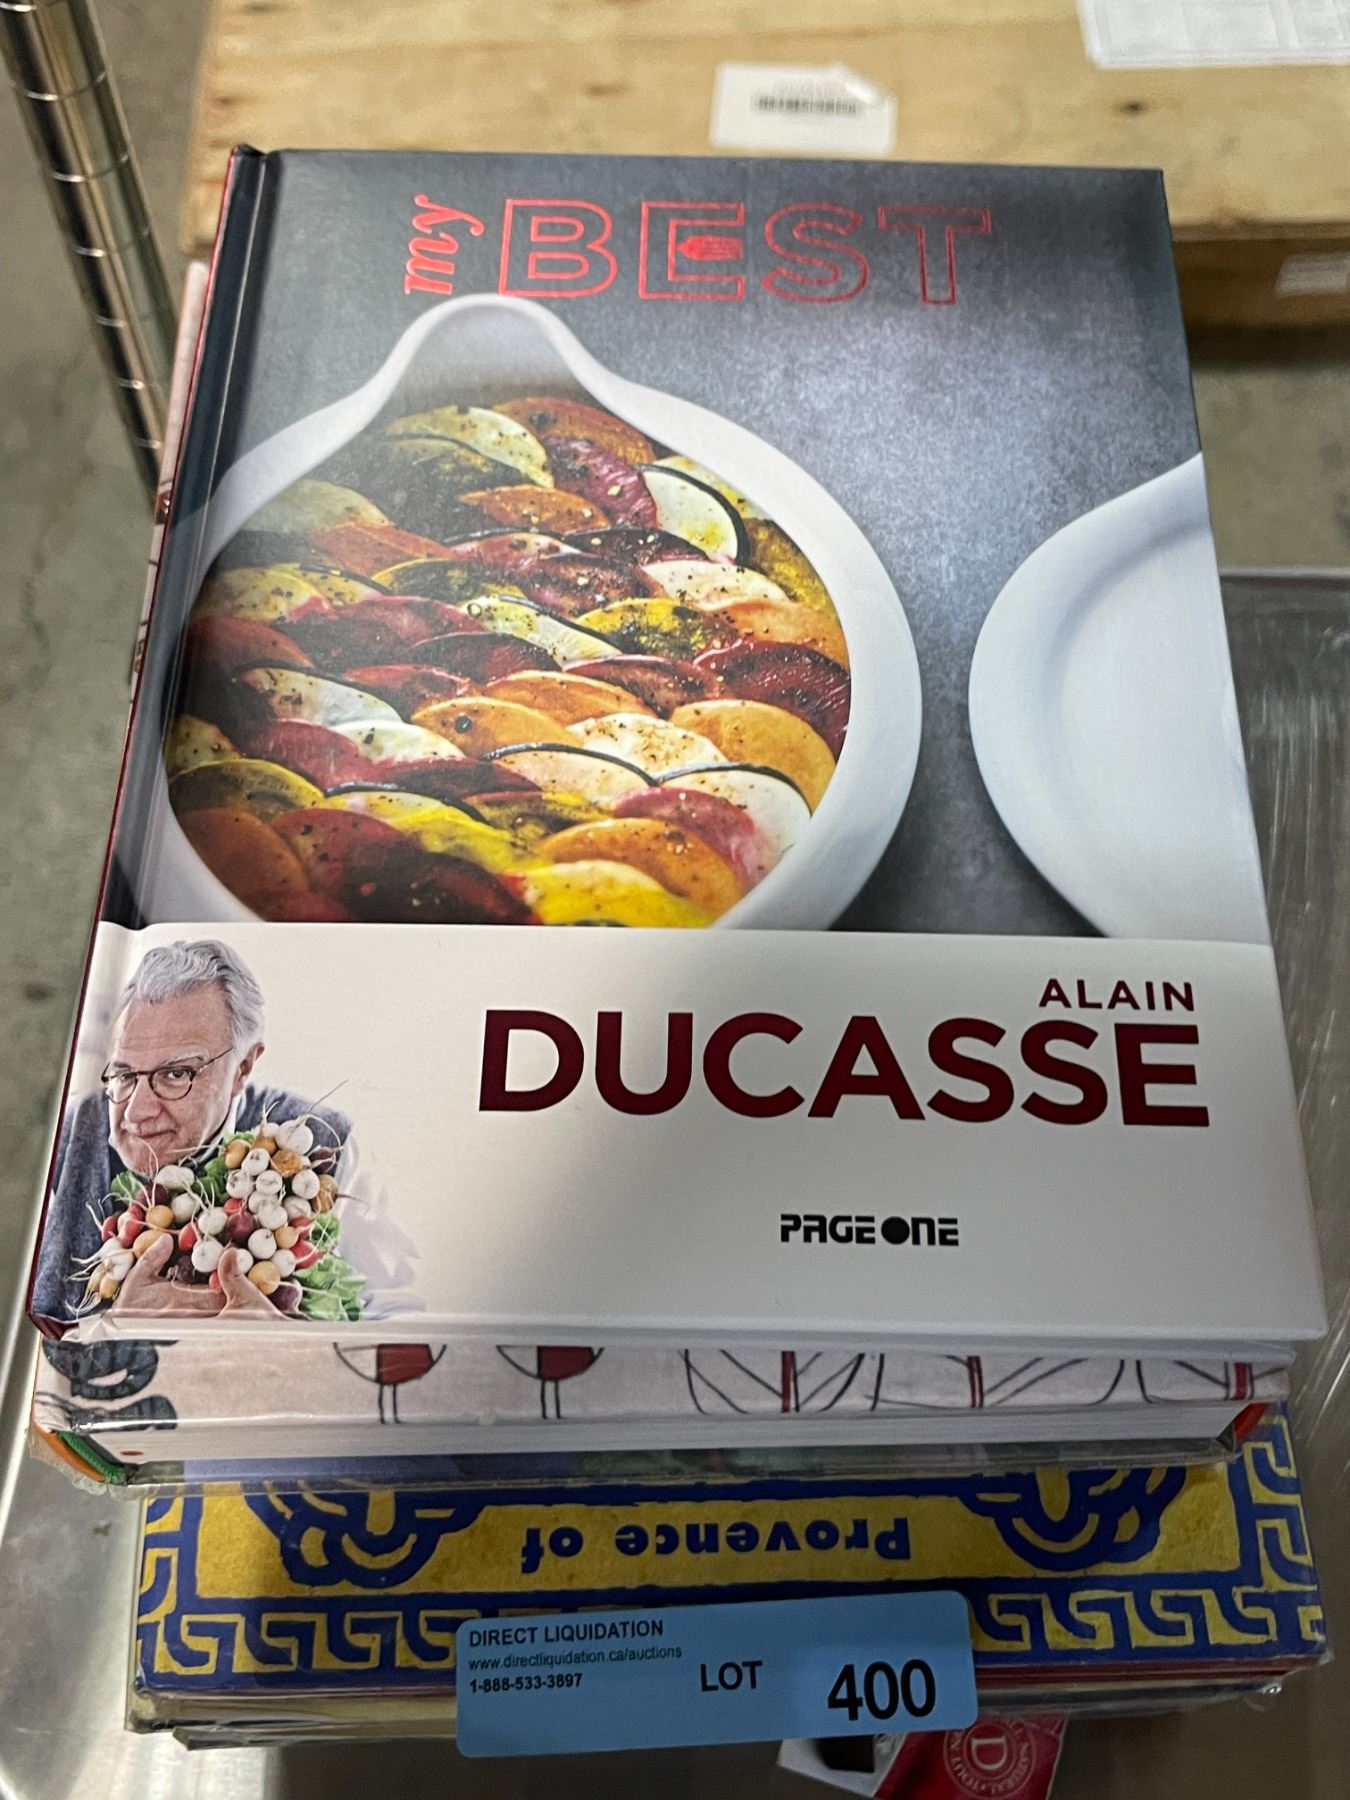 my BEST
ALAIN
DUCASSE
PAGE ONE
Provence of
DIRECT LIQUIDATION
www.directliquidation.ca/auctions
1-888-533-3897
LOT 400
D